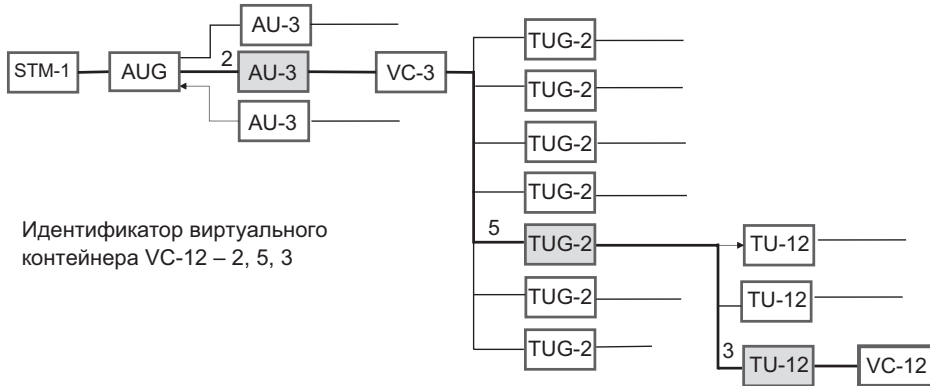 AU-3
STM-1
AUG
2
AU-3
VC-3
AU-3
TUG-2
TUG-2
TUG-2
TUG-2
5
TUG-2
TUG-2
TUG-2
Идентификатор виртуального
контейнера VC-12 – 2, 5, 3
TU-12
TU-12
3
TU-12
VC-12